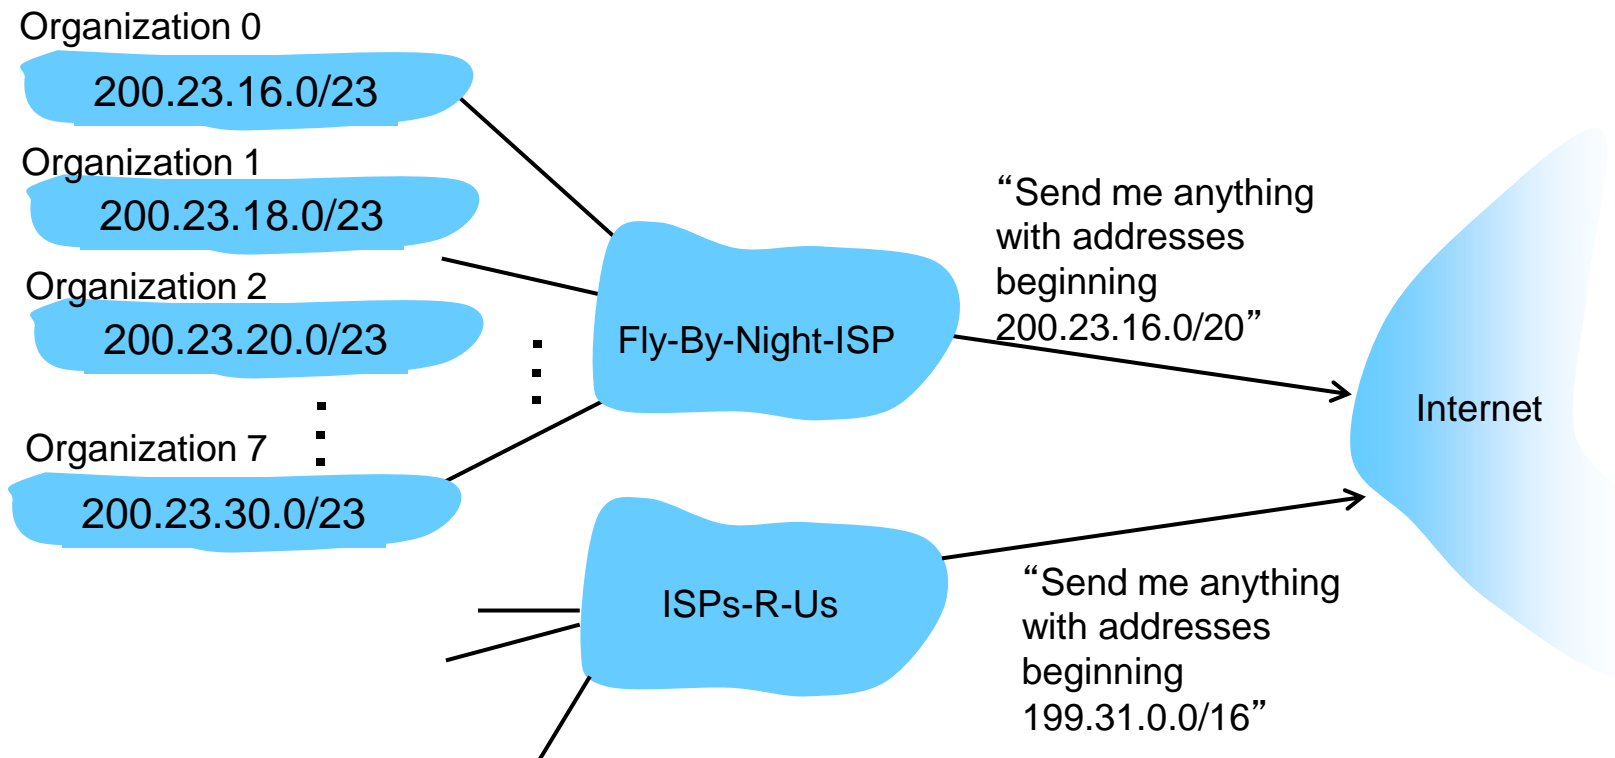 Organization 0
200.23.16.0/23
Organization 1
200.23.18.0/23
Organization 2
200.23.20.0/23
Organization 7
200.23.30.0/23
Fly-By-Night-ISP
“Send me anything
with addresses
beginning
200.23.16.0/20”
Internet
ISPs-R-Us
“Send me anything
with addresses
beginning
199.31.0.0/16”